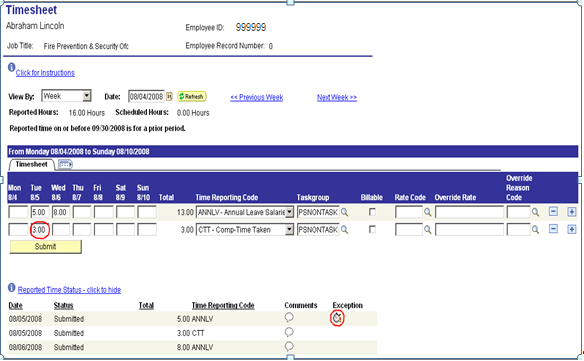 Timesheet
Abraham Lincoln
Employee ID: 999999
Job Title: Fire Prevention & Security Ofc
Employee Record Number: 0
Click for Instructions
View By: Week Date: 08/04/2008 Refresh << Previous Week Next Week >>
Reported Hours: 16.00 Hours Scheduled Hours: 0.00 Hours
Reported time on or before 09/30/2008 is for a prior period.
From Monday 08/04/2008 to Sunday 08/10/2008
Timesheet
Mon 8/4 Tue 8/5 Wed 8/6 Thu 8/7 Fri 8/8 Sat 8/9 Sun 8/10 Total Time Reporting Code Taskgroup Billable Rate Code Override Rate Override Reason Code
5.00 8.00 13.00 ANNLV - Annual Leave Salarie PSNONTASK
3.00 3.00 CTT - Comp-Time Taken PSNONTASK
Submit
Reported Time Status - click to hide
Date Status Total Time Reporting Code Comments Exception
08/05/2008 Submitted 5.00 ANNLV
08/05/2008 Submitted 3.00 CTT
08/06/2008 Submitted 8.00 ANNLV